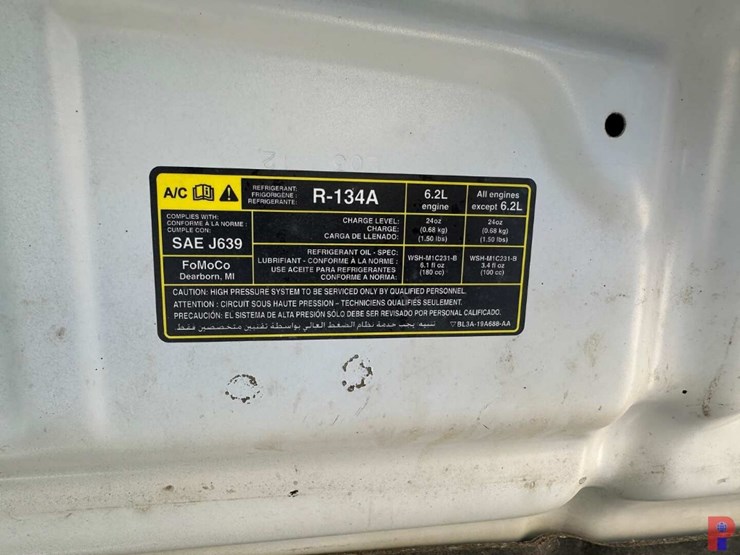 A/C
REFRIGERANT:
FRIGORIGÈNE:
REFRIGERANTE:
R-134A
6.2L
engine
All engines
except 6.2L
COMPLIES WITH:
CONFORME À LA NORME:
CUMPLE CON:
SAE J639
CHARGE LEVEL:
CHARGE:
CARGA DE LLENADO:
24oz
(0.68 kg)
(1.50 lbs)
24oz
(0.68 kg)
(1.50 lbs)
FoMoCo
Dearborn, MI
REFRIGERANT OIL - SPEC:
LUBRIFIANT - CONFORME À LA NORME :
USE ACEITE PARA REFRIGERANTES
CONFORME A NORMA:
WSH-M1C231-B
6.1 fl oz
(180 cc)
WSH-M1C231-B
3.4 fl oz
(100 cc)
CAUTION: HIGH PRESSURE SYSTEM TO BE SERVICED ONLY BY QUALIFIED PERSONNEL.
ATTENTION : CIRCUIT SOUS HAUTE PRESSION – TECHNICIENS QUALIFIÉS SEULEMENT.
PRECAUCIÓN: EL SISTEMA DE ALTA PRESIÓN SÓLO DEBE SER REVISADO POR PERSONAL CALIFICADO.
تنبيه يجب خدمة نظام الضغط العالي بواسطة تقنيين متخصصين فقط
BL3A-19A688-AA